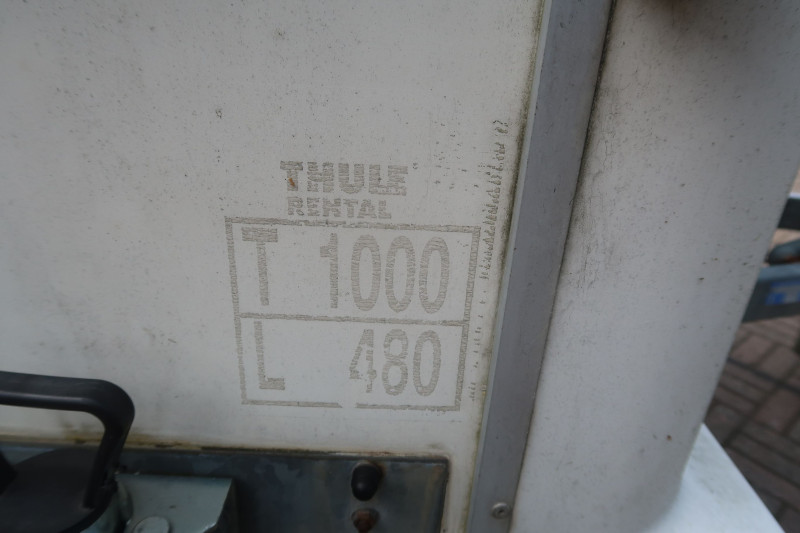 THULE
RENTAL
T 1000
L 480